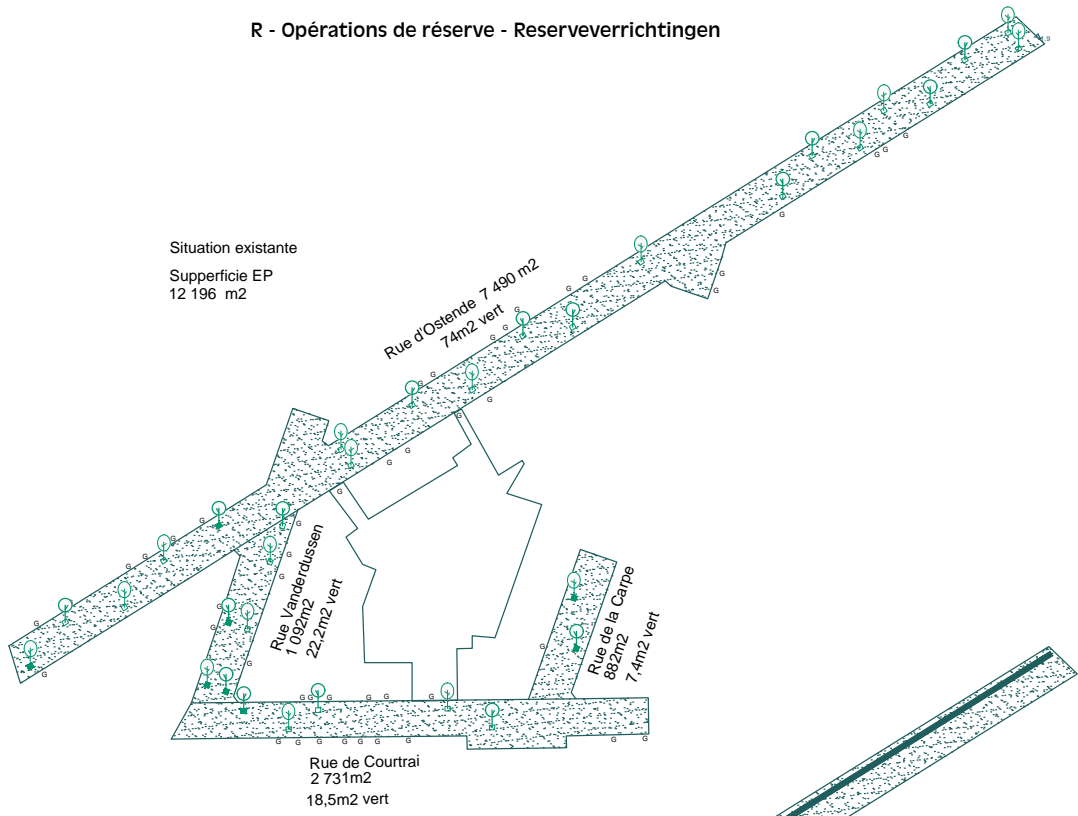 R - Opérations de réserve - Reserveverrichtingen
Situation existante
Supperficie EP
12 196 m2
Rue d'Ostende 7 490 m2
74m2 vert
Rue Vanderdussen
1 092m2
22,2m2 vert
Rue de la Carpe
882m2
7,4m2 vert
Rue de Courtrai
2 731m2
18,5m2 vert